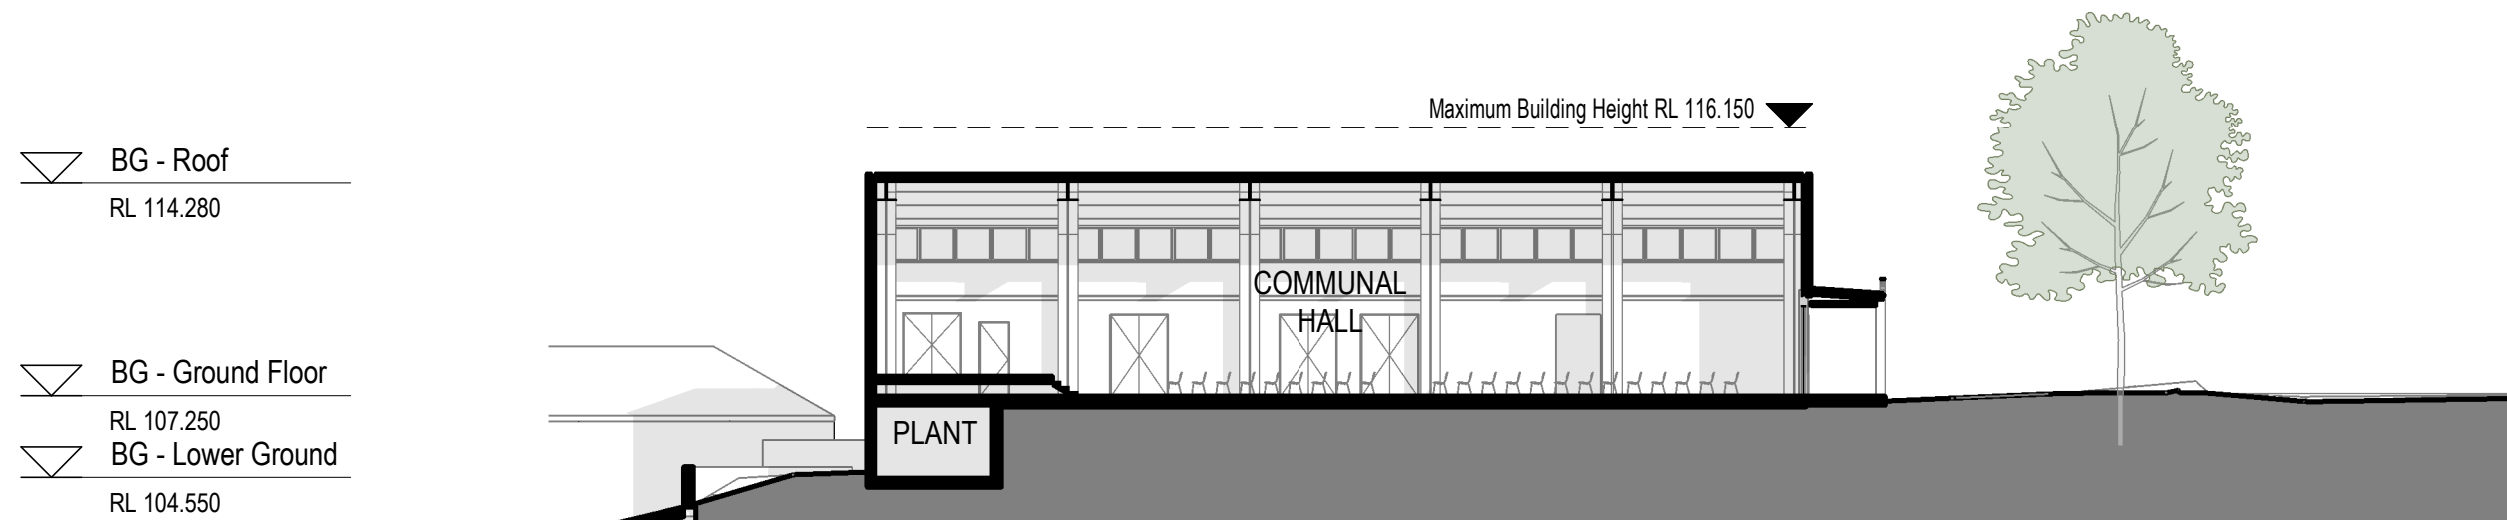 Maximum Building Height RL 116.150
BG - Roof
RL 114.280
COMMUNAL
HALL
BG - Ground Floor
RL 107.250
PLANT
BG - Lower Ground
RL 104.550